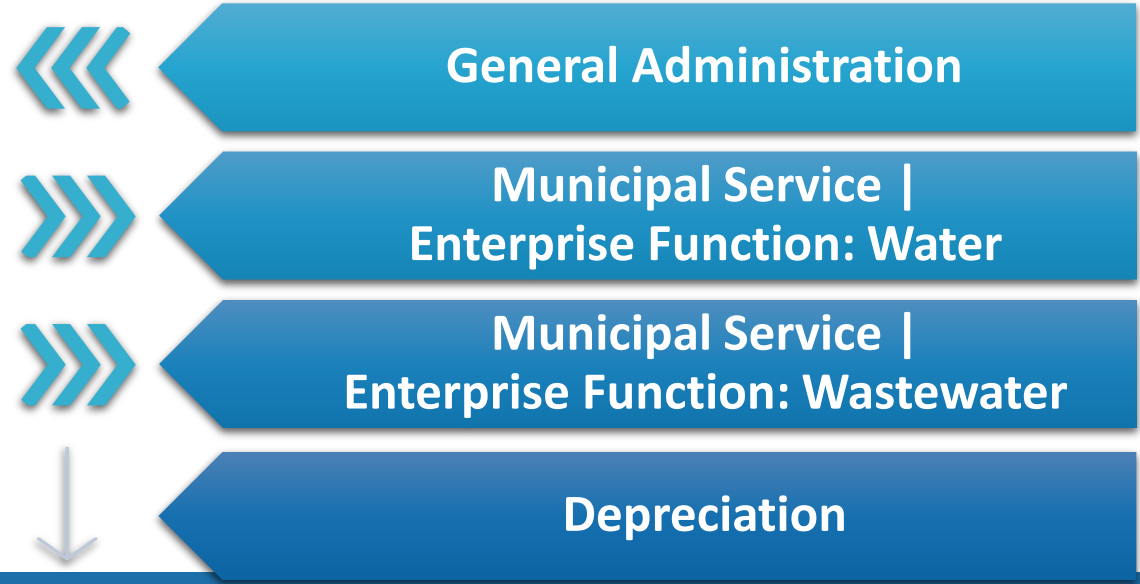 General Administration
Municipal Service |
Enterprise Function: Water
Municipal Service |
Enterprise Function: Wastewater
Depreciation